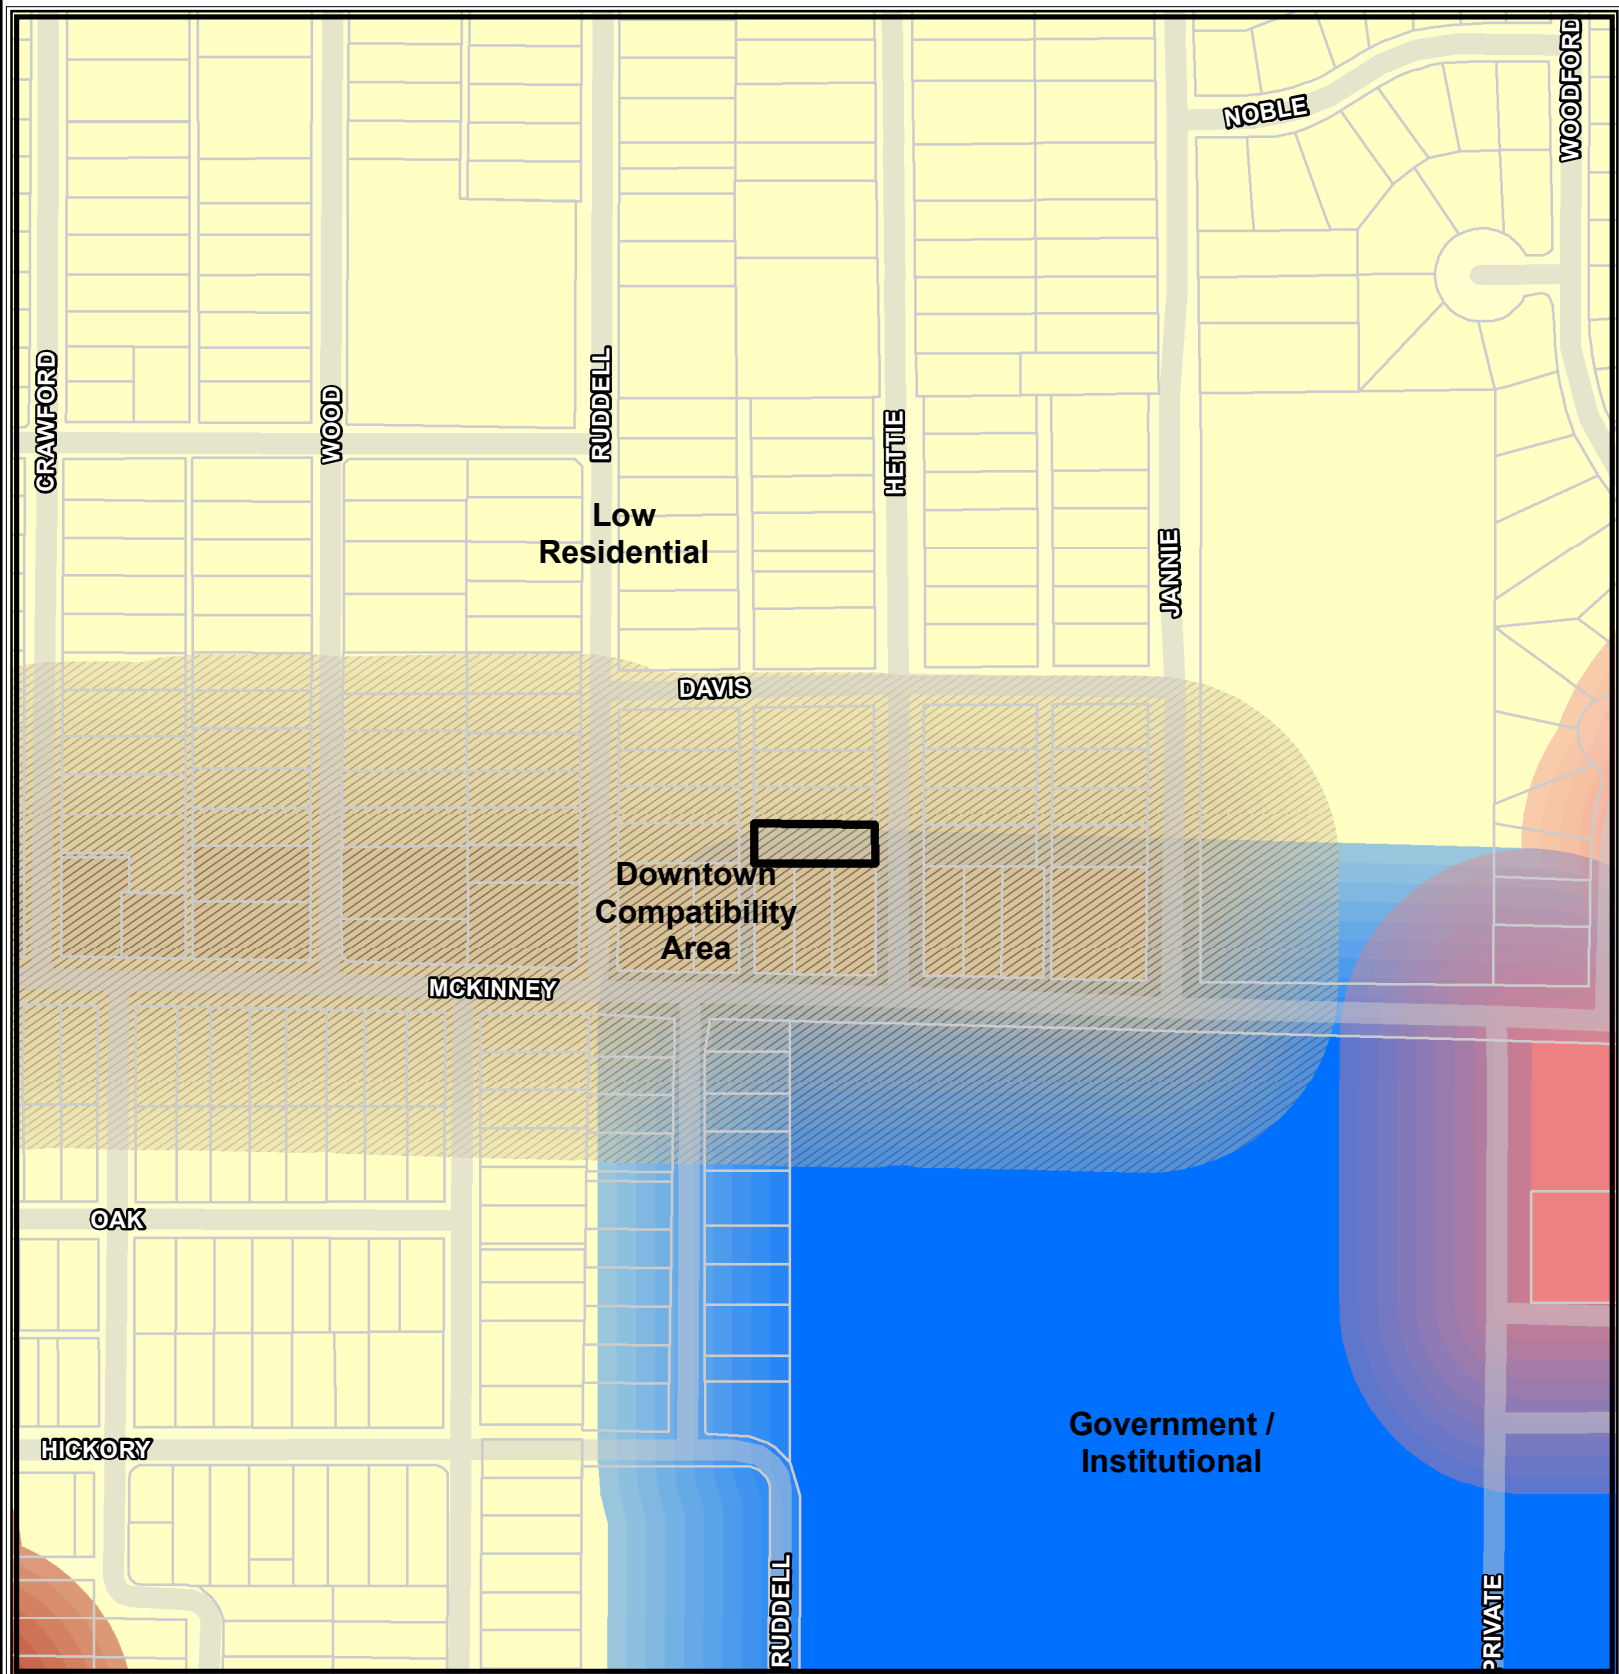 WOODFORD
NOBLE
CRAWFORD
WOOD
RUDDELL
HETTIE
JANNIE
Low
Residential
DAVIS
Downtown
Compatibility
Area
MCKINNEY
OAK
HICKORY
Government /
Institutional
RUDDELL
PRIVATE